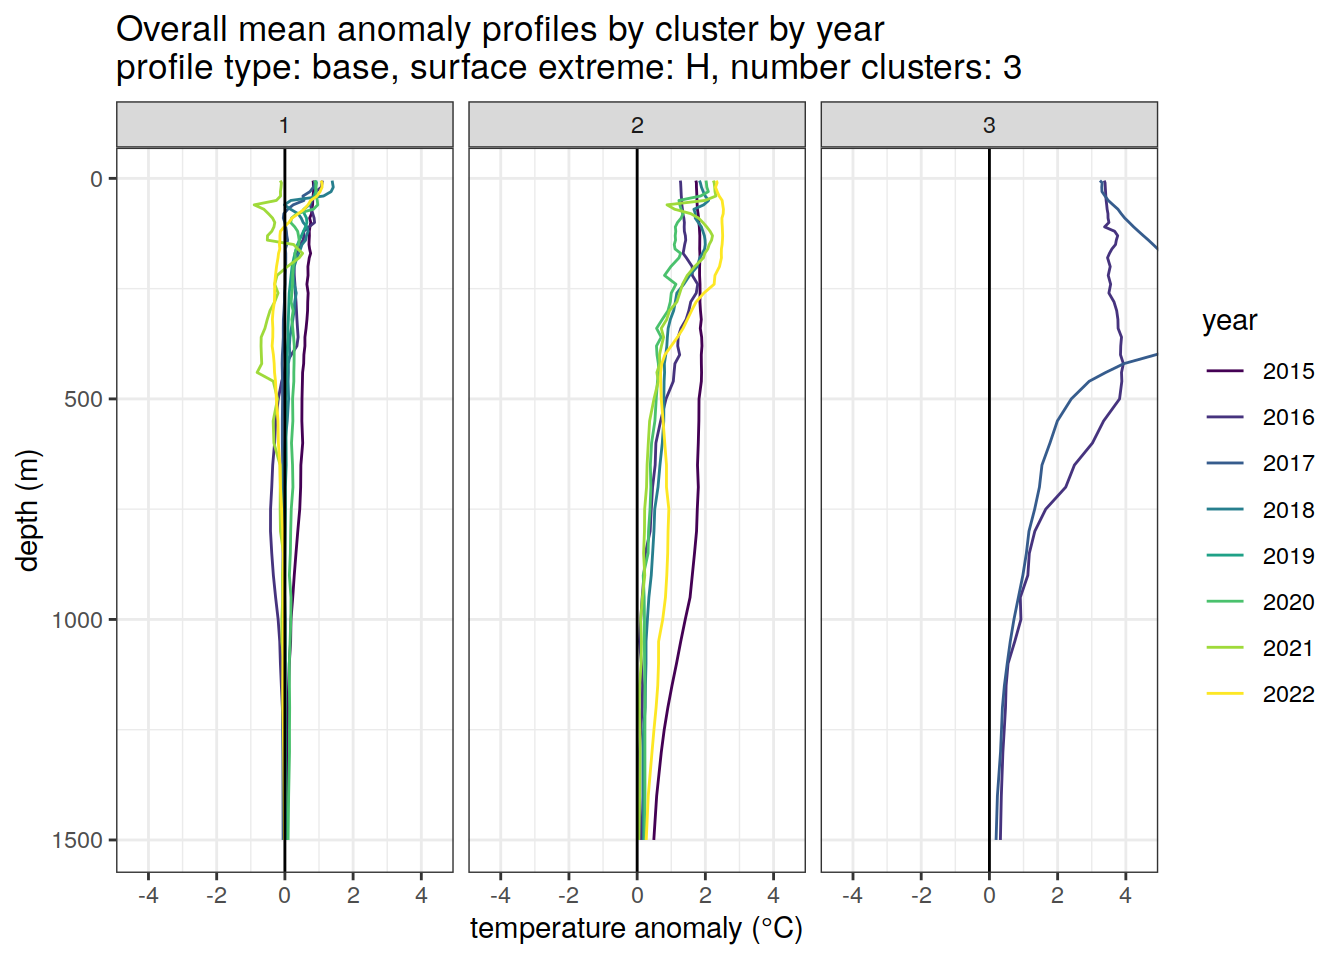 Overall mean anomaly profiles by cluster by year
profile type: base, surface extreme: H, number clusters: 3
1 2 3
0
500
1000
1500
depth (m)
-4 -2 0 2 4 -4 -2 0 2 4 -4 -2 0 2 4
temperature anomaly (°C)
year
2015
2016
2017
2018
2019
2020
2021
2022